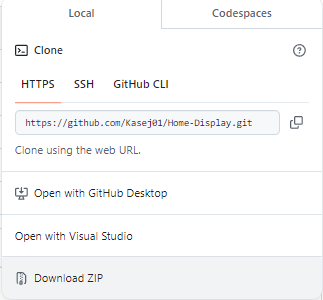 Local
Codespaces
Clone
HTTPS
SSH
GitHub CLI
https://github.com/Kasej01/Home-Display.git
Clone using the web URL.
Open with GitHub Desktop
Open with Visual Studio
Download ZIP